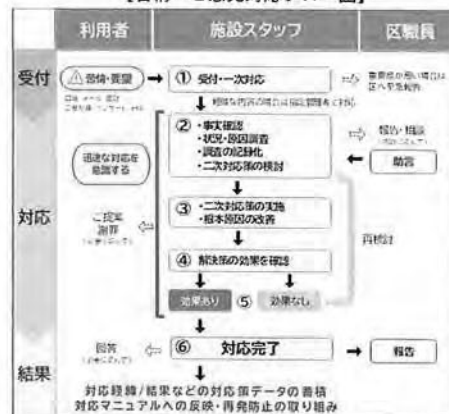 利用者 施設スタッフ 区職員
受付
⚠ 苦情・要望
① 受付・一次対応
② ・事実確認
・状況・原因調査
・調査の記録化
・二次対応策の検討
報告・相談
助言
迅速な対応を
意識する
対応
③ ・二次対応策の実施
・根本原因の改善
ご提案
謝罪
再検討
④ 解決策の効果を確認
効果あり ⑤ 効果なし
回答
⑥ 対応完了
報告
結果
対応経緯/結果などの対応策データの蓄積
対応マニュアルへの反映・再発防止の取り組み